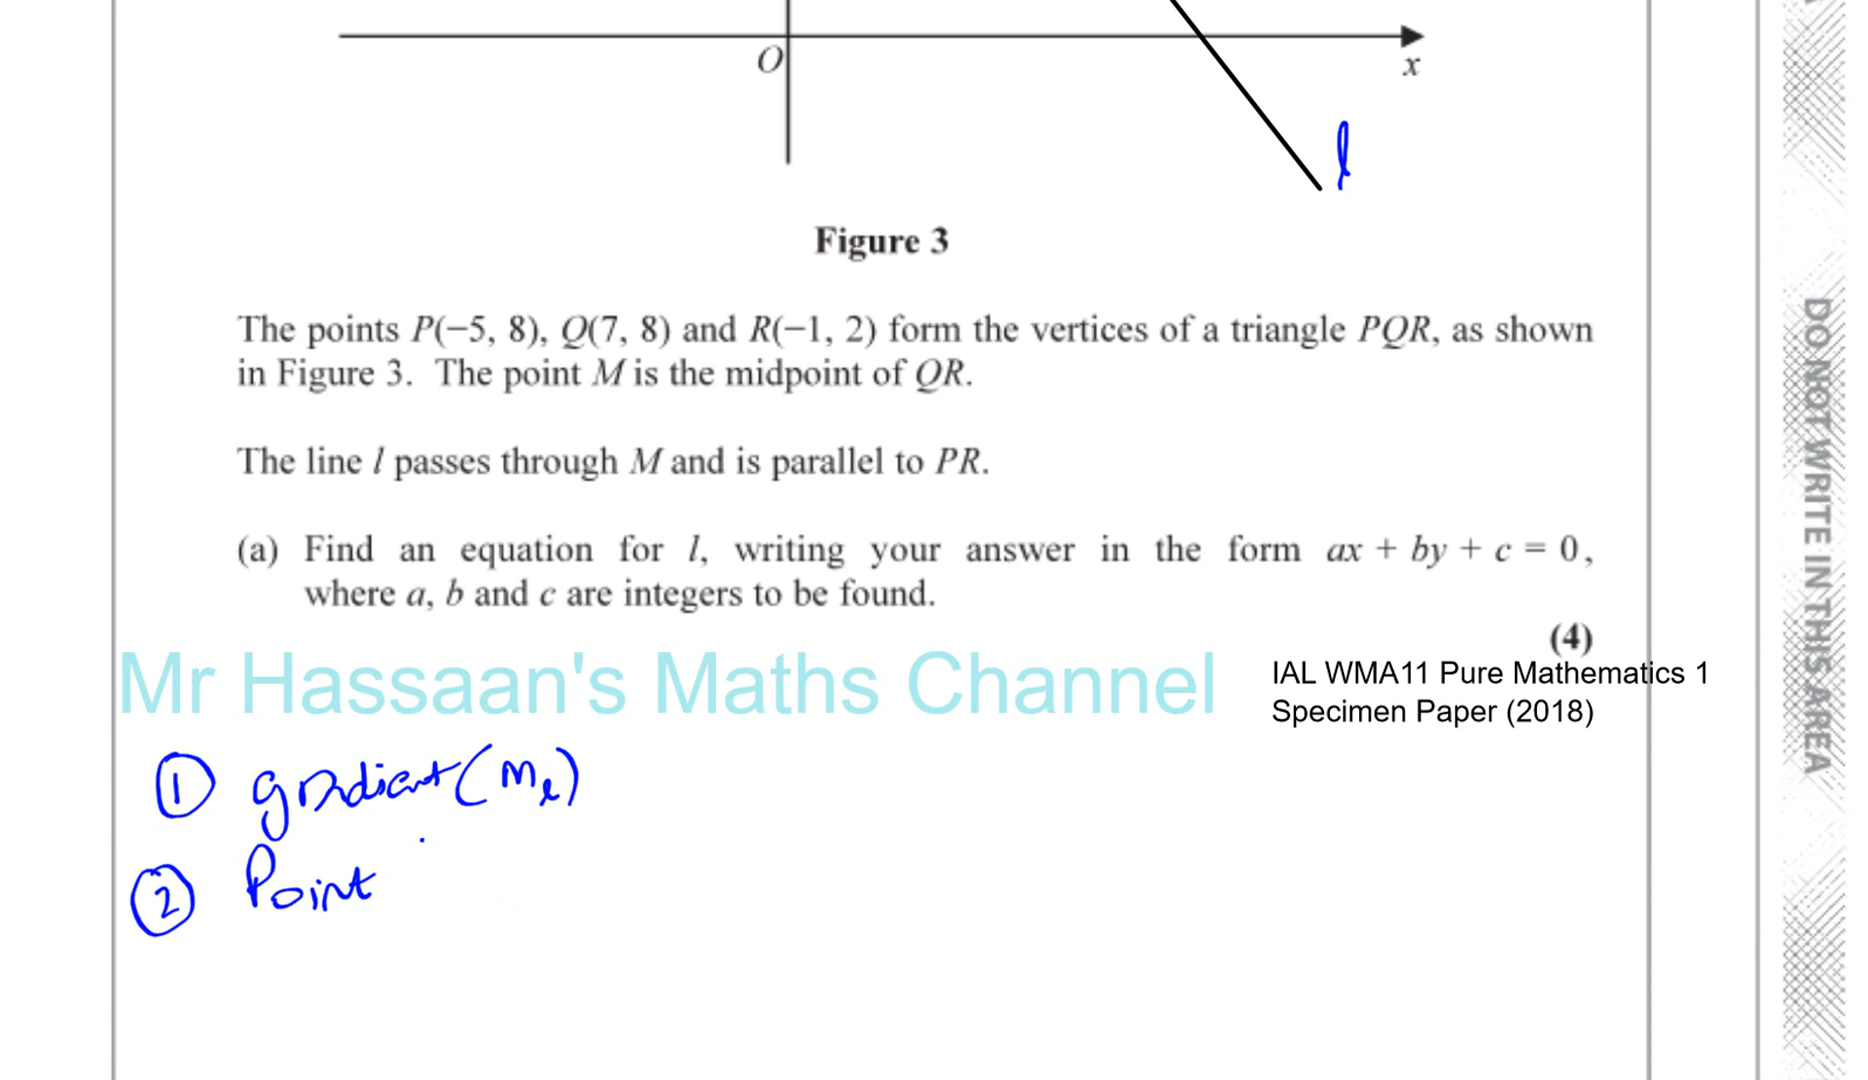 O
x
l
Figure 3
The points P(−5, 8), Q(7, 8) and R(−1, 2) form the vertices of a triangle PQR, as shown
in Figure 3. The point M is the midpoint of QR.
The line l passes through M and is parallel to PR.
(a) Find an equation for l, writing your answer in the form ax + by + c = 0,
where a, b and c are integers to be found.
(4)
Mr Hassaan's Maths Channel
IAL WMA11 Pure Mathematics 1
Specimen Paper (2018)
① gradient (mₗ)
② Point
DO NOT WRITE IN THIS AREA